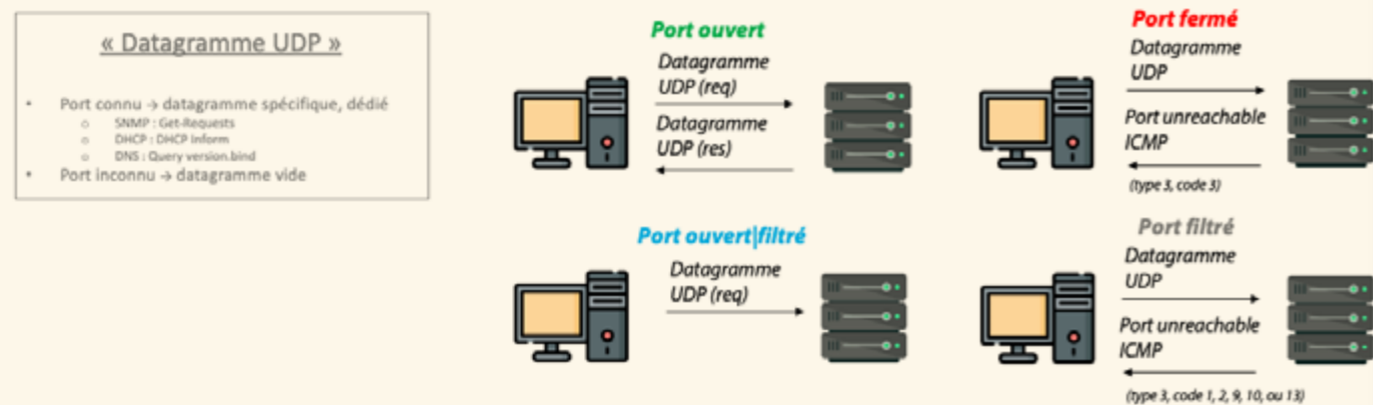 « Datagramme UDP »
• Port connu → datagramme spécifique, dédié
o SNMP : Get-Requests
o DHCP : DHCP Inform
o DNS : Query version.bind
• Port inconnu → datagramme vide
Port ouvert
Datagramme
UDP (req)
Datagramme
UDP (res)
Port fermé
Datagramme
UDP
Port unreachable
ICMP
(type 3, code 3)
Port ouvert|filtré
Datagramme
UDP (req)
Port filtré
Datagramme
UDP
Port unreachable
ICMP
(type 3, code 1, 2, 9, 10, ou 13)